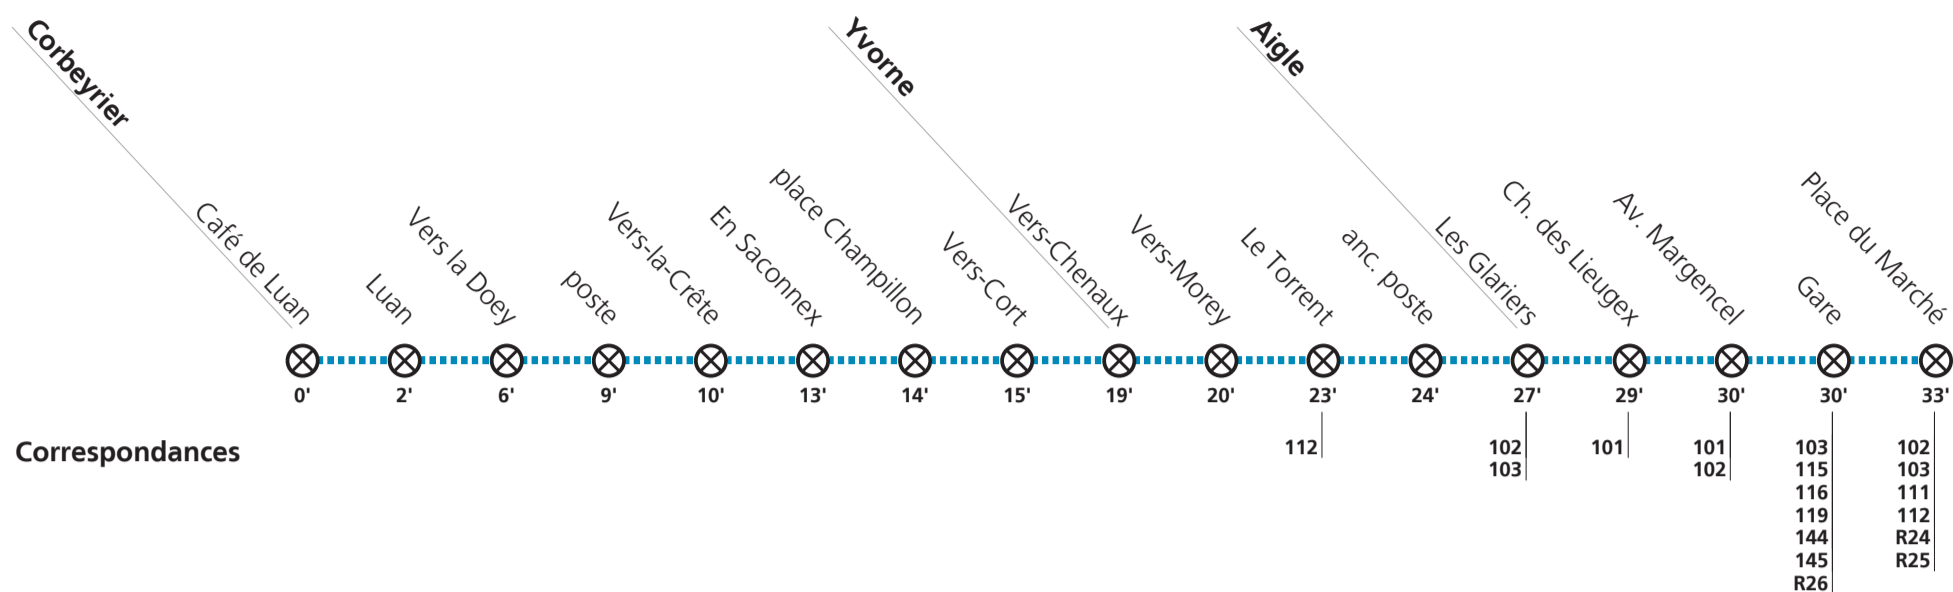 Corbeyrier
Yvorne
Aigle
Café de Luan
Luan
Vers la Doey
poste
Vers-la-Crête
En Saconnex
place Champillon
Vers-Cort
Vers-Chenaux
Vers-Morey
Le Torrent
anc. poste
Les Glariers
Ch. des Lieugex
Av. Margencel
Gare
Place du Marché
0'
2'
6'
9'
10'
13'
14'
15'
19'
20'
23'
24'
27'
29'
30'
30'
33'
Correspondances
112
102
103
101
101
102
103
115
116
119
144
145
R26
102
103
111
112
R24
R25